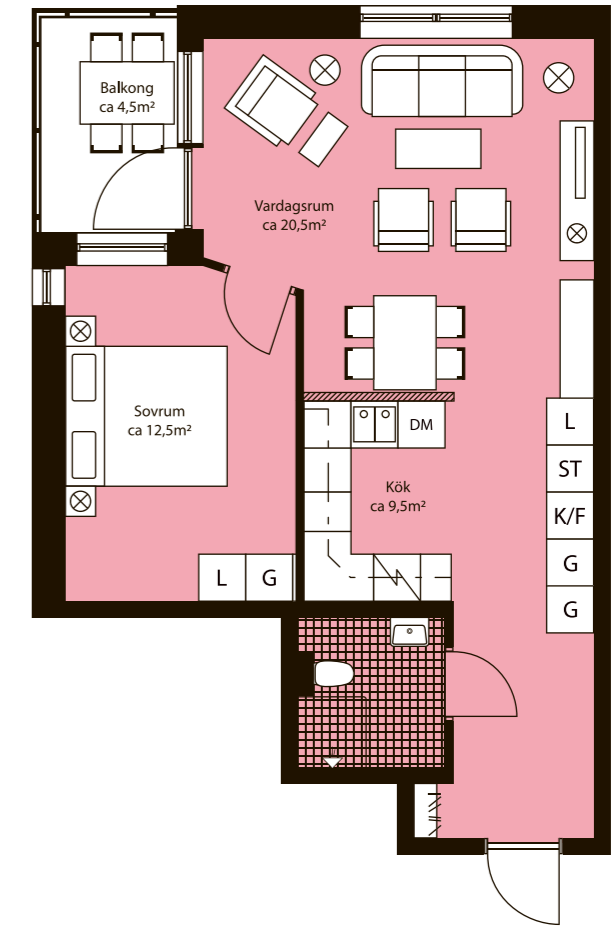 Balkong
ca 4,5m²
Vardagsrum
ca 20,5m²
Sovrum
ca 12,5m²
DM
L
ST
K/F
G
G
Kök
ca 9,5m²
L G